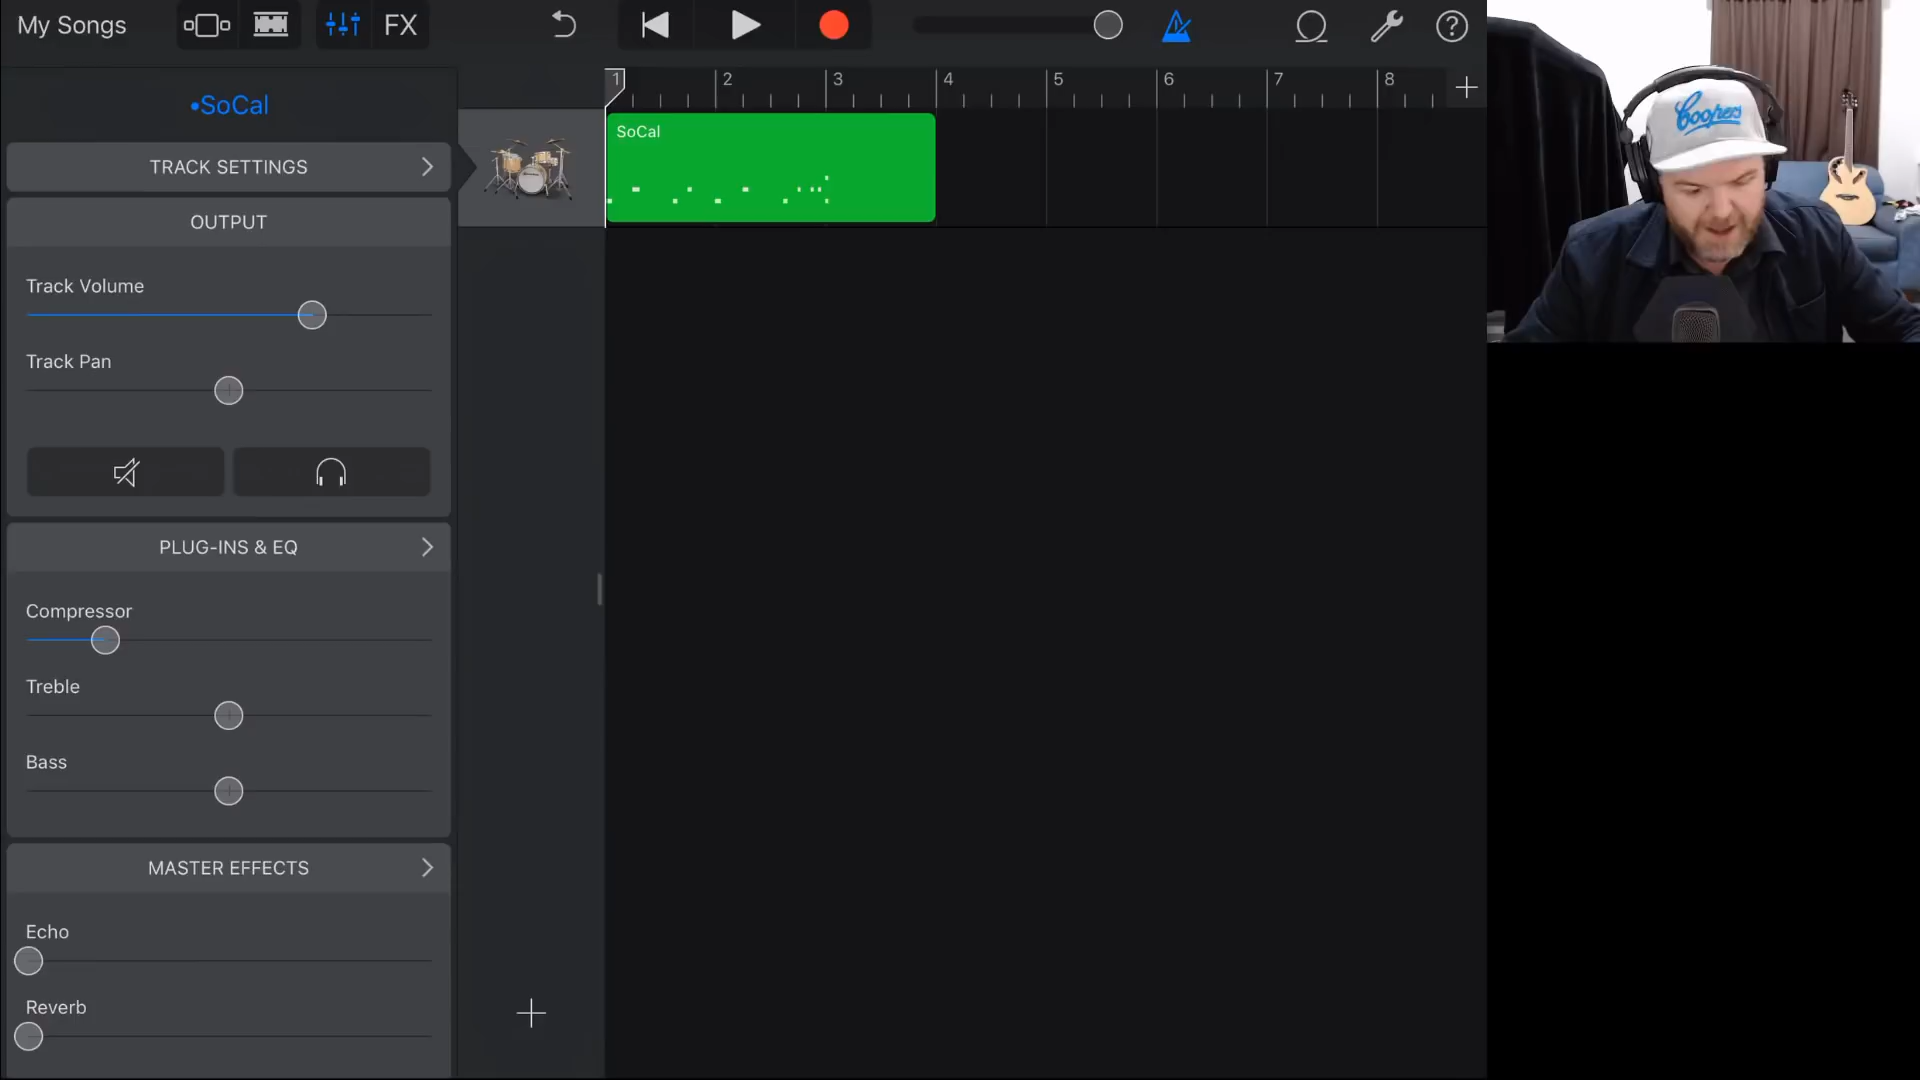 My Songs
FX
1 2 3 4 5 6 7 8
•SoCal
TRACK SETTINGS
OUTPUT
Track Volume
Track Pan
PLUG-INS & EQ
Compressor
Treble
Bass
MASTER EFFECTS
Echo
Reverb
SoCal
Coopers